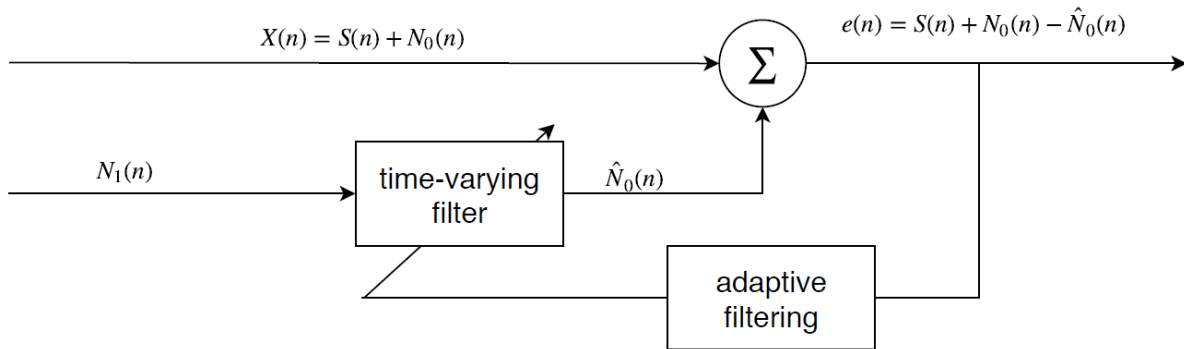 X(n) = S(n) + N₀(n)
e(n) = S(n) + N₀(n) − N̂₀(n)
Σ
N₁(n)
time-varying
filter
N̂₀(n)
adaptive
filtering